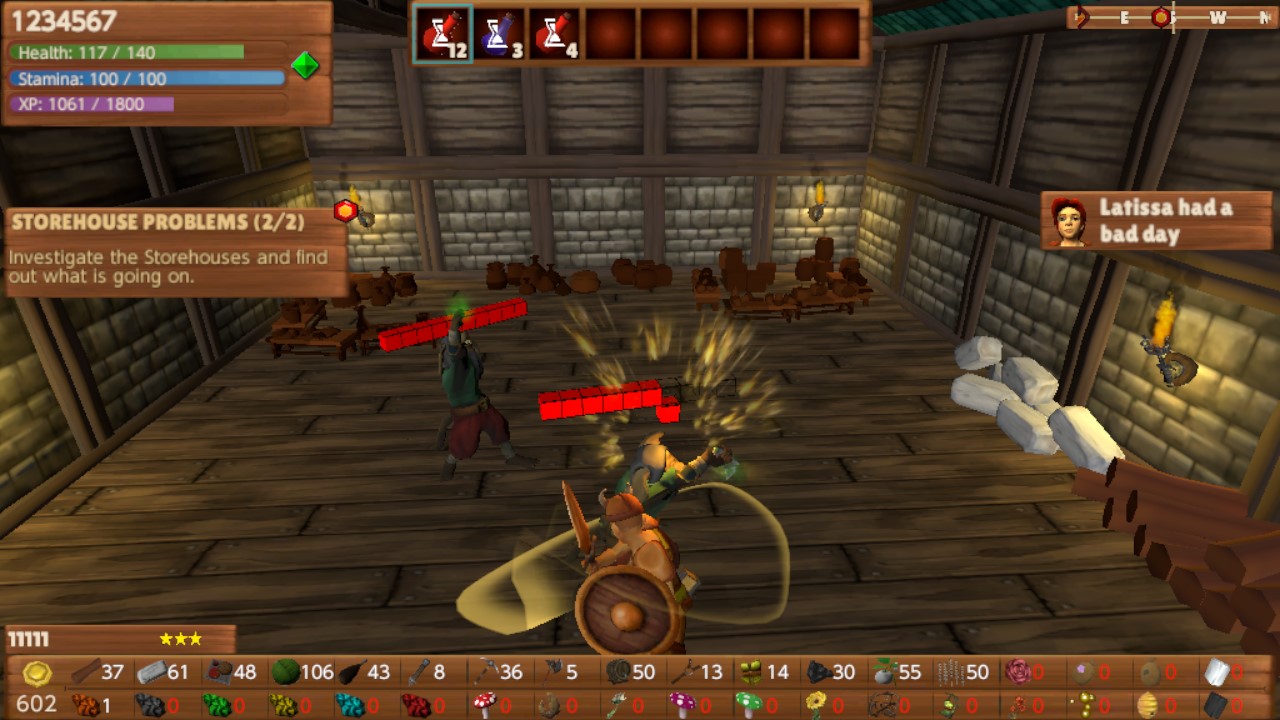 1234567
Health: 117 / 140
Stamina: 100 / 100
XP: 1061 / 1800
12 3 4
E W N
STOREHOUSE PROBLEMS (2/2)
Investigate the Storehouses and find
out what is going on.
Latissa had a
bad day
11111
37 61 48 106 43 8 36 5 50 13 14 30 55 50 0 0 0 0
602 1 0 0 0 0 0 0 0 0 0 0 0 0 0 0 0 0 0